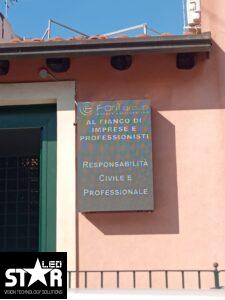 AL FIANCO DI
IMPRESE E
PROFESSIONISTI
RESPONSABILITÀ
CIVILE E
PROFESSIONALE
LED
STAR
VISION TECHNOLOGY SOLUTIONS